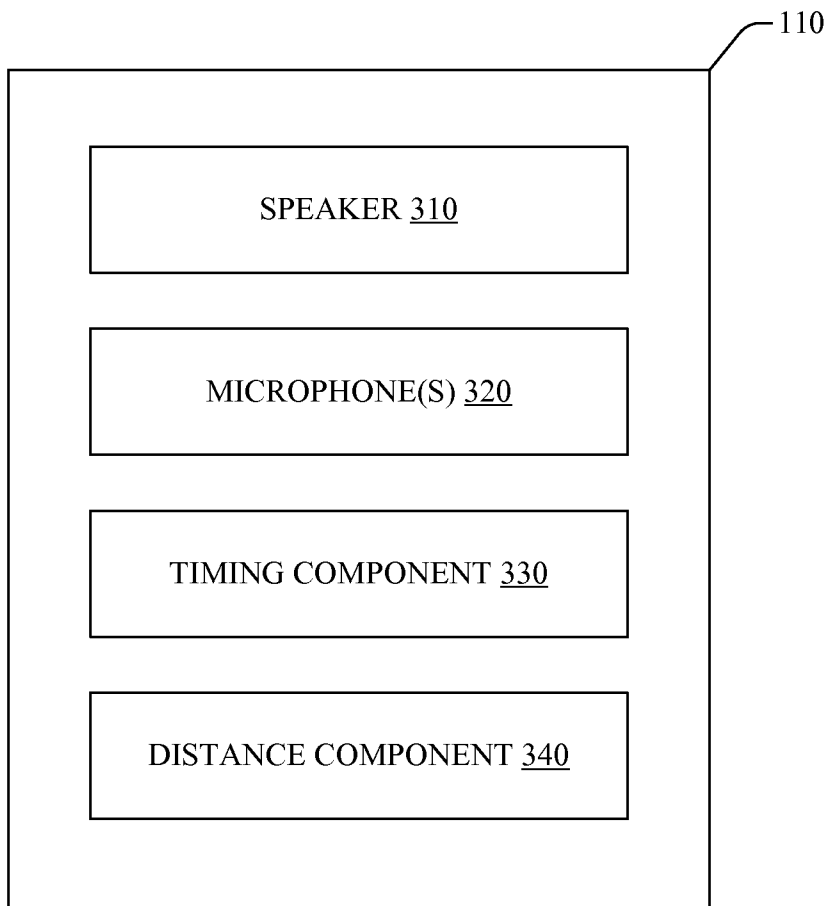 110
SPEAKER 310
MICROPHONE(S) 320
TIMING COMPONENT 330
DISTANCE COMPONENT 340